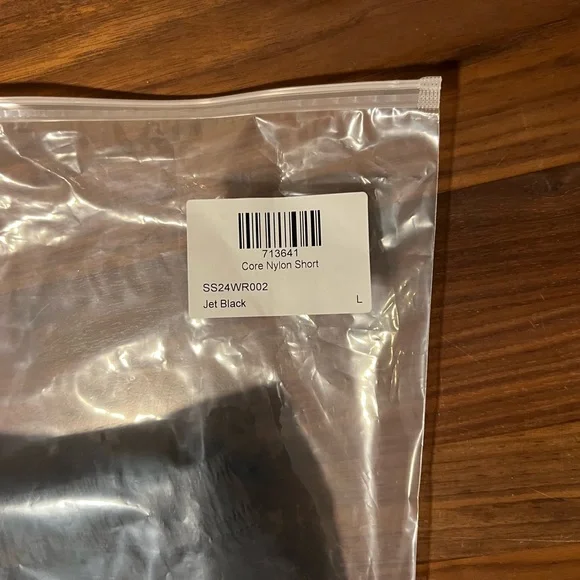 713641
Core Nylon Short
SS24WR002
Jet Black L